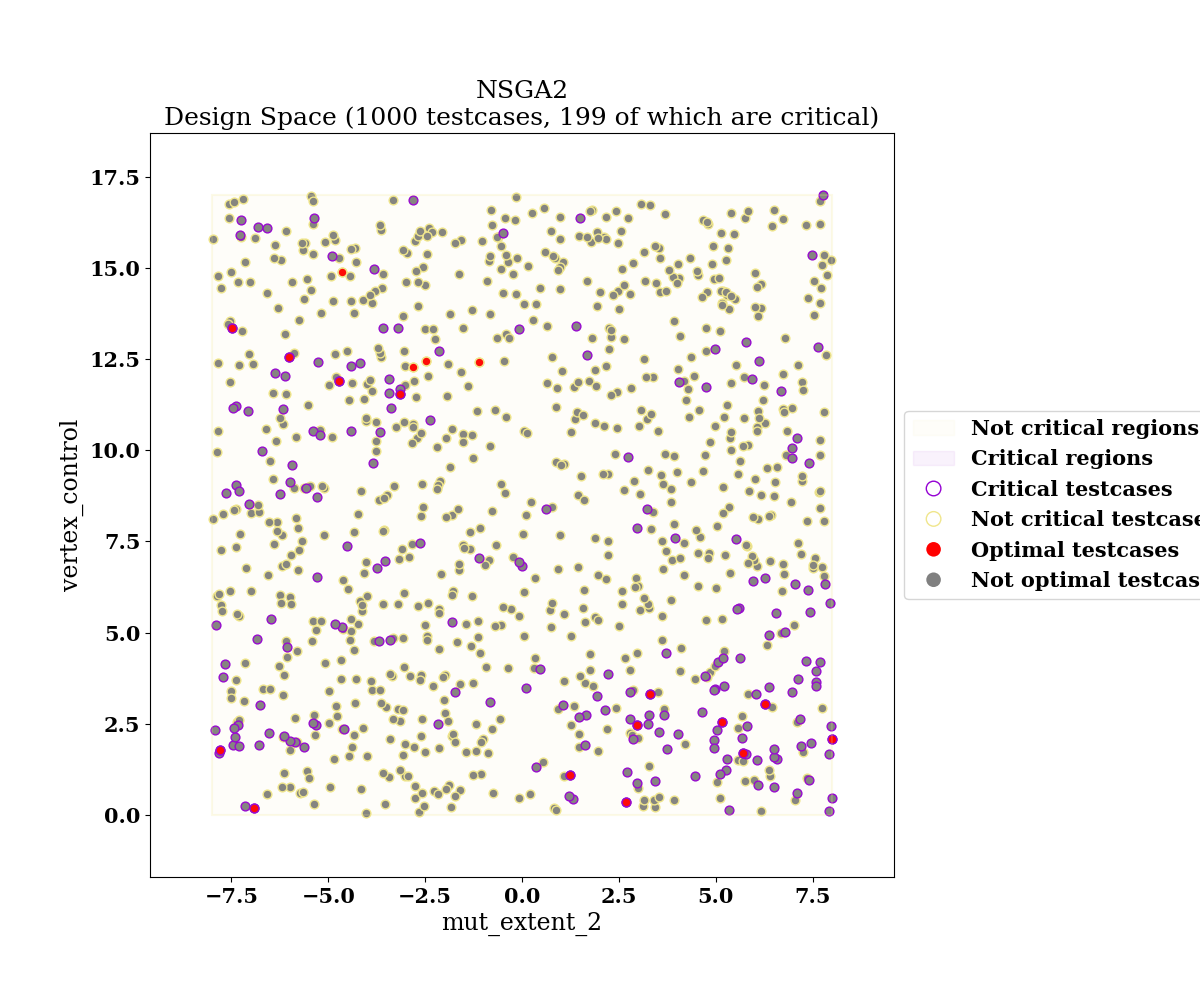 NSGA2
Design Space (1000 testcases, 199 of which are critical)
17.5
15.0
12.5
10.0
7.5
5.0
2.5
0.0
vertex_control
−7.5 −5.0 −2.5 0.0 2.5 5.0 7.5
mut_extent_2
Not critical regions
Critical regions
Critical testcases
Not critical testcase
Optimal testcases
Not optimal testcas